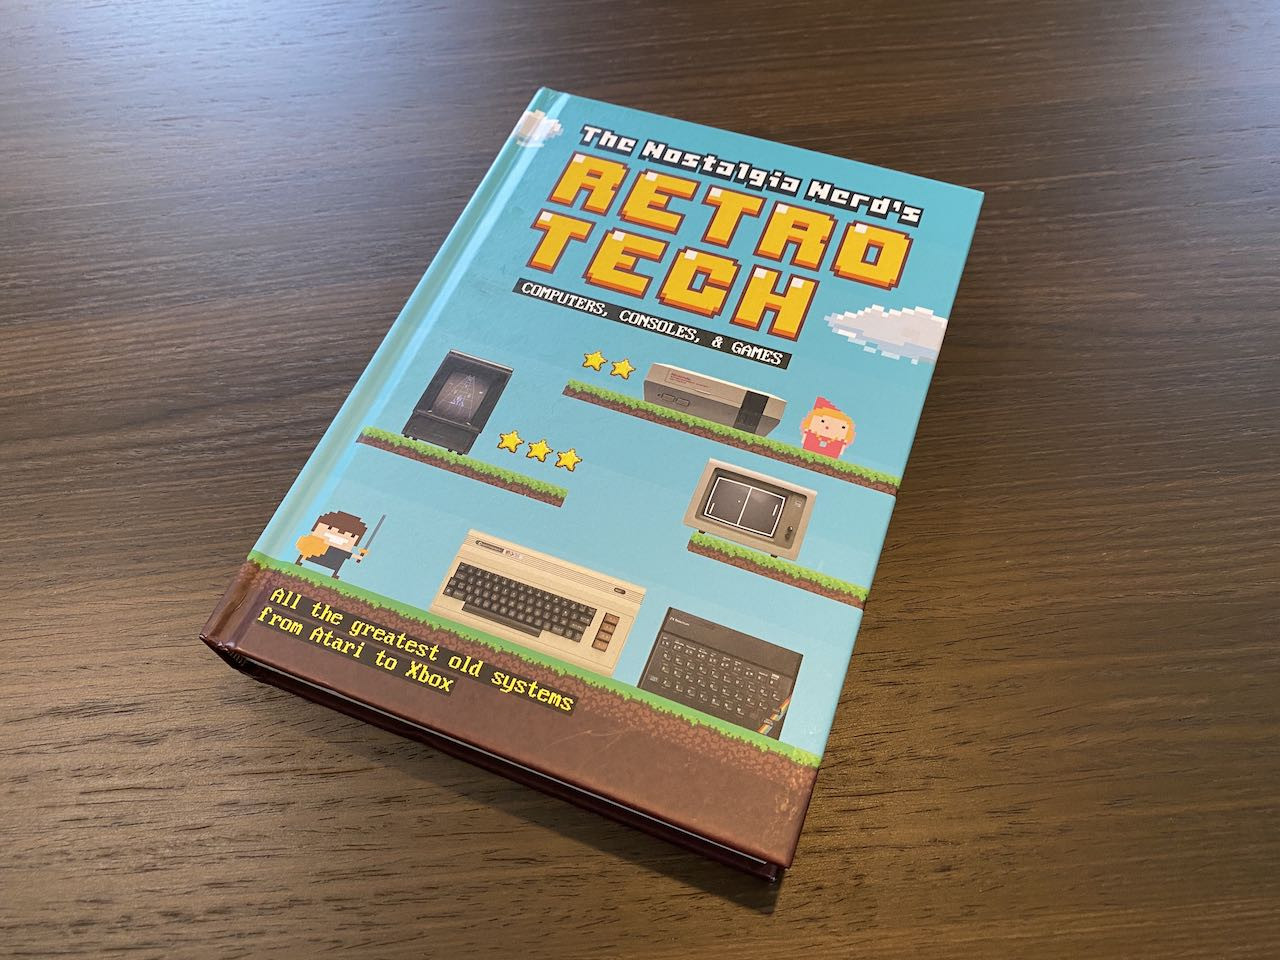 The Nostalgia Nerd's
RETRO
TECH
COMPUTERS, CONSOLES, & GAMES
All the greatest old systems
from Atari to Xbox